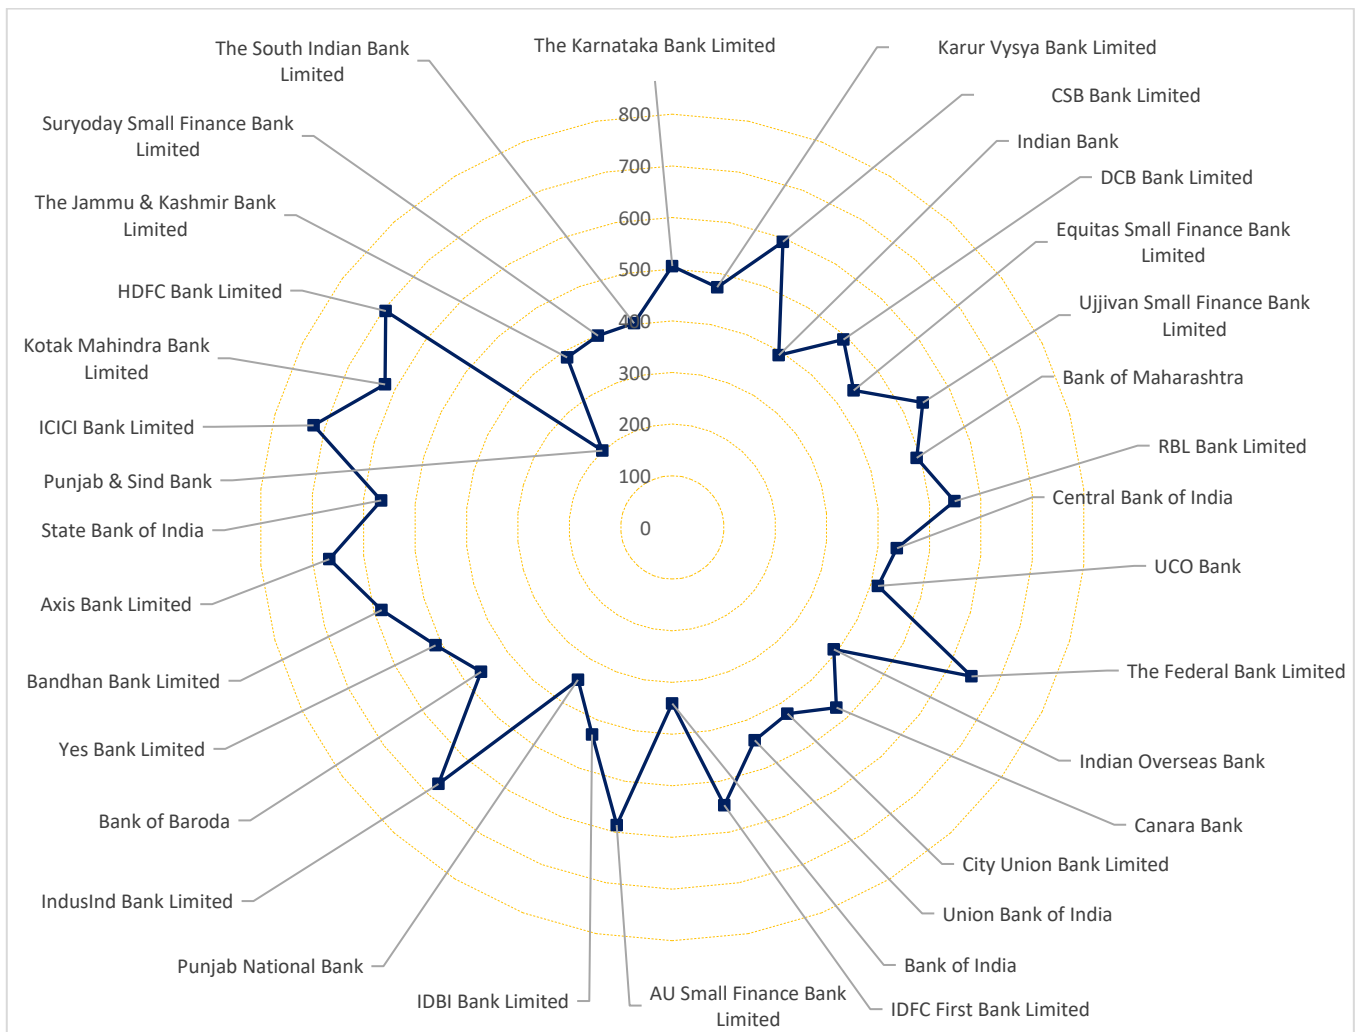 The South Indian Bank
Limited
The Karnataka Bank Limited
Karur Vysya Bank Limited
CSB Bank Limited
Suryoday Small Finance Bank
Limited
Indian Bank
DCB Bank Limited
The Jammu & Kashmir Bank
Limited
Equitas Small Finance Bank
Limited
HDFC Bank Limited
Ujjivan Small Finance Bank
Limited
Kotak Mahindra Bank
Limited
Bank of Maharashtra
ICICI Bank Limited
RBL Bank Limited
Punjab & Sind Bank
Central Bank of India
State Bank of India
UCO Bank
Axis Bank Limited
The Federal Bank Limited
Bandhan Bank Limited
Yes Bank Limited
Indian Overseas Bank
Bank of Baroda
Canara Bank
City Union Bank Limited
IndusInd Bank Limited
Union Bank of India
Punjab National Bank
Bank of India
IDBI Bank Limited
AU Small Finance Bank
Limited
IDFC First Bank Limited
800
700
600
500
400
300
200
100
0